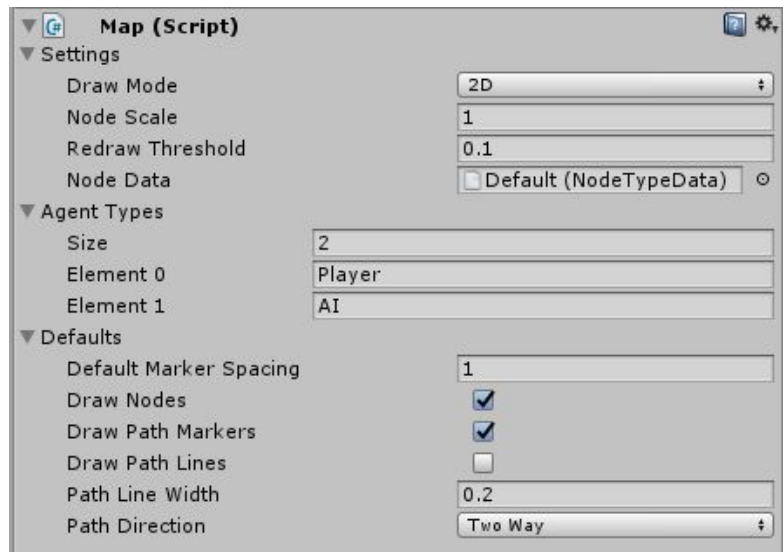 Map (Script)
Settings
Draw Mode 2D
Node Scale 1
Redraw Threshold 0.1
Node Data Default (NodeTypeData)
Agent Types
Size 2
Element 0 Player
Element 1 AI
Defaults
Default Marker Spacing 1
Draw Nodes
Draw Path Markers
Draw Path Lines
Path Line Width 0.2
Path Direction Two Way